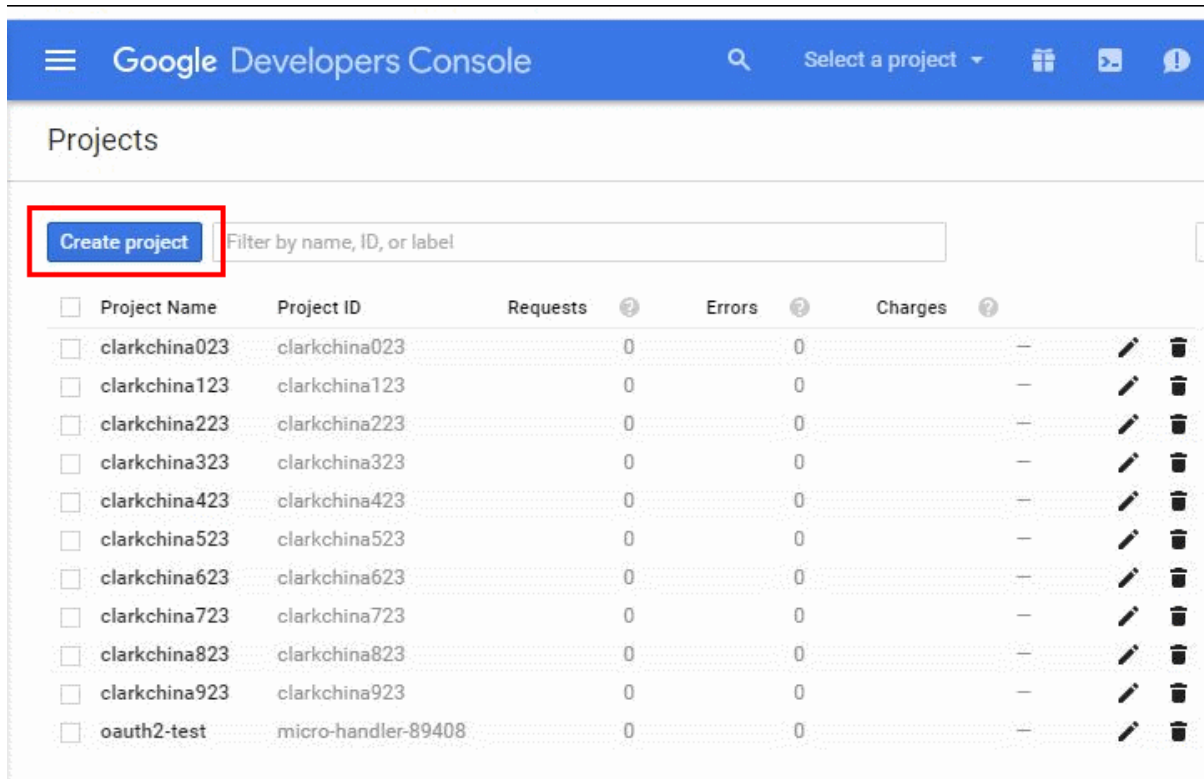 Google Developers Console Select a project
Projects
Create project Filter by name, ID, or label
Project Name Project ID Requests ? Errors ? Charges ?
clarkchina023 clarkchina023 0 0 —
clarkchina123 clarkchina123 0 0 —
clarkchina223 clarkchina223 0 0 —
clarkchina323 clarkchina323 0 0 —
clarkchina423 clarkchina423 0 0 —
clarkchina523 clarkchina523 0 0 —
clarkchina623 clarkchina623 0 0 —
clarkchina723 clarkchina723 0 0 —
clarkchina823 clarkchina823 0 0 —
clarkchina923 clarkchina923 0 0 —
oauth2-test micro-handler-89408 0 0 —